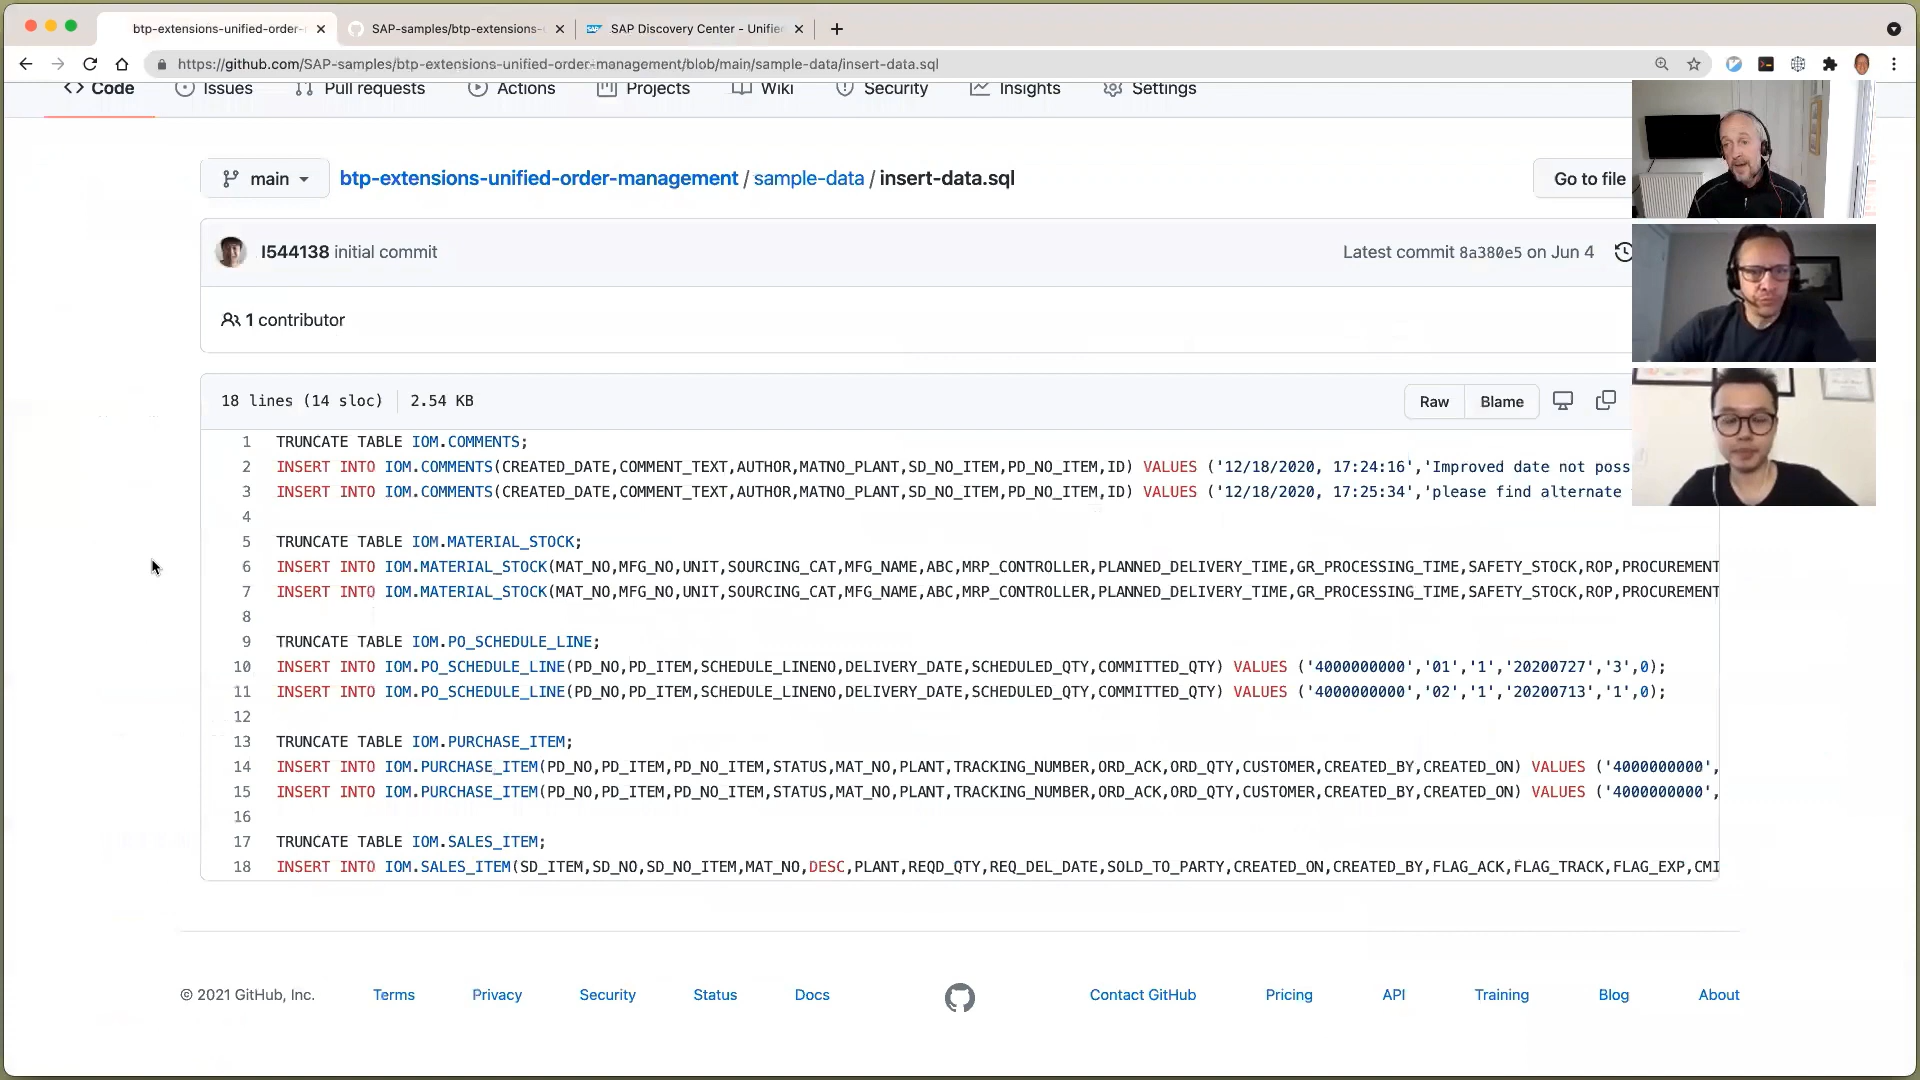 btp-extensions-unified-order-
SAP-samples/btp-extensions-
SAP
SAP Discovery Center - Unifie
https://github.com/SAP-samples/btp-extensions-unified-order-management/blob/main/sample-data/insert-data.sql
Code
Issues
Pull requests
Actions
Projects
Wiki
Security
Insights
Settings
main
btp-extensions-unified-order-management / sample-data / insert-data.sql
Go to file
I544138 initial commit
Latest commit 8a380e5 on Jun 4
1 contributor
18 lines (14 sloc)
2.54 KB
Raw
Blame
1 TRUNCATE TABLE IOM.COMMENTS;
2 INSERT INTO IOM.COMMENTS(CREATED_DATE,COMMENT_TEXT,AUTHOR,MATNO_PLANT,SD_NO_ITEM,PD_NO_ITEM,ID) VALUES ('12/18/2020, 17:24:16','Improved date not poss
3 INSERT INTO IOM.COMMENTS(CREATED_DATE,COMMENT_TEXT,AUTHOR,MATNO_PLANT,SD_NO_ITEM,PD_NO_ITEM,ID) VALUES ('12/18/2020, 17:25:34','please find alternate
4
5 TRUNCATE TABLE IOM.MATERIAL_STOCK;
6 INSERT INTO IOM.MATERIAL_STOCK(MAT_NO,MFG_NO,UNIT,SOURCING_CAT,MFG_NAME,ABC,MRP_CONTROLLER,PLANNED_DELIVERY_TIME,GR_PROCESSING_TIME,SAFETY_STOCK,ROP,PROCUREMENT
7 INSERT INTO IOM.MATERIAL_STOCK(MAT_NO,MFG_NO,UNIT,SOURCING_CAT,MFG_NAME,ABC,MRP_CONTROLLER,PLANNED_DELIVERY_TIME,GR_PROCESSING_TIME,SAFETY_STOCK,ROP,PROCUREMENT
8
9 TRUNCATE TABLE IOM.PO_SCHEDULE_LINE;
10 INSERT INTO IOM.PO_SCHEDULE_LINE(PD_NO,PD_ITEM,SCHEDULE_LINENO,DELIVERY_DATE,SCHEDULED_QTY,COMMITTED_QTY) VALUES ('4000000000','01','1','20200727','3',0);
11 INSERT INTO IOM.PO_SCHEDULE_LINE(PD_NO,PD_ITEM,SCHEDULE_LINENO,DELIVERY_DATE,SCHEDULED_QTY,COMMITTED_QTY) VALUES ('4000000000','02','1','20200713','1',0);
12
13 TRUNCATE TABLE IOM.PURCHASE_ITEM;
14 INSERT INTO IOM.PURCHASE_ITEM(PD_NO,PD_ITEM,PD_NO_ITEM,STATUS,MAT_NO,PLANT,TRACKING_NUMBER,ORD_ACK,ORD_QTY,CUSTOMER,CREATED_BY,CREATED_ON) VALUES ('4000000000',
15 INSERT INTO IOM.PURCHASE_ITEM(PD_NO,PD_ITEM,PD_NO_ITEM,STATUS,MAT_NO,PLANT,TRACKING_NUMBER,ORD_ACK,ORD_QTY,CUSTOMER,CREATED_BY,CREATED_ON) VALUES ('4000000000',
16
17 TRUNCATE TABLE IOM.SALES_ITEM;
18 INSERT INTO IOM.SALES_ITEM(SD_ITEM,SD_NO,SD_NO_ITEM,MAT_NO,DESC,PLANT,REQD_QTY,REQ_DEL_DATE,SOLD_TO_PARTY,CREATED_ON,CREATED_BY,FLAG_ACK,FLAG_TRACK,FLAG_EXP,CMI
© 2021 GitHub, Inc.
Terms
Privacy
Security
Status
Docs
Contact GitHub
Pricing
API
Training
Blog
About